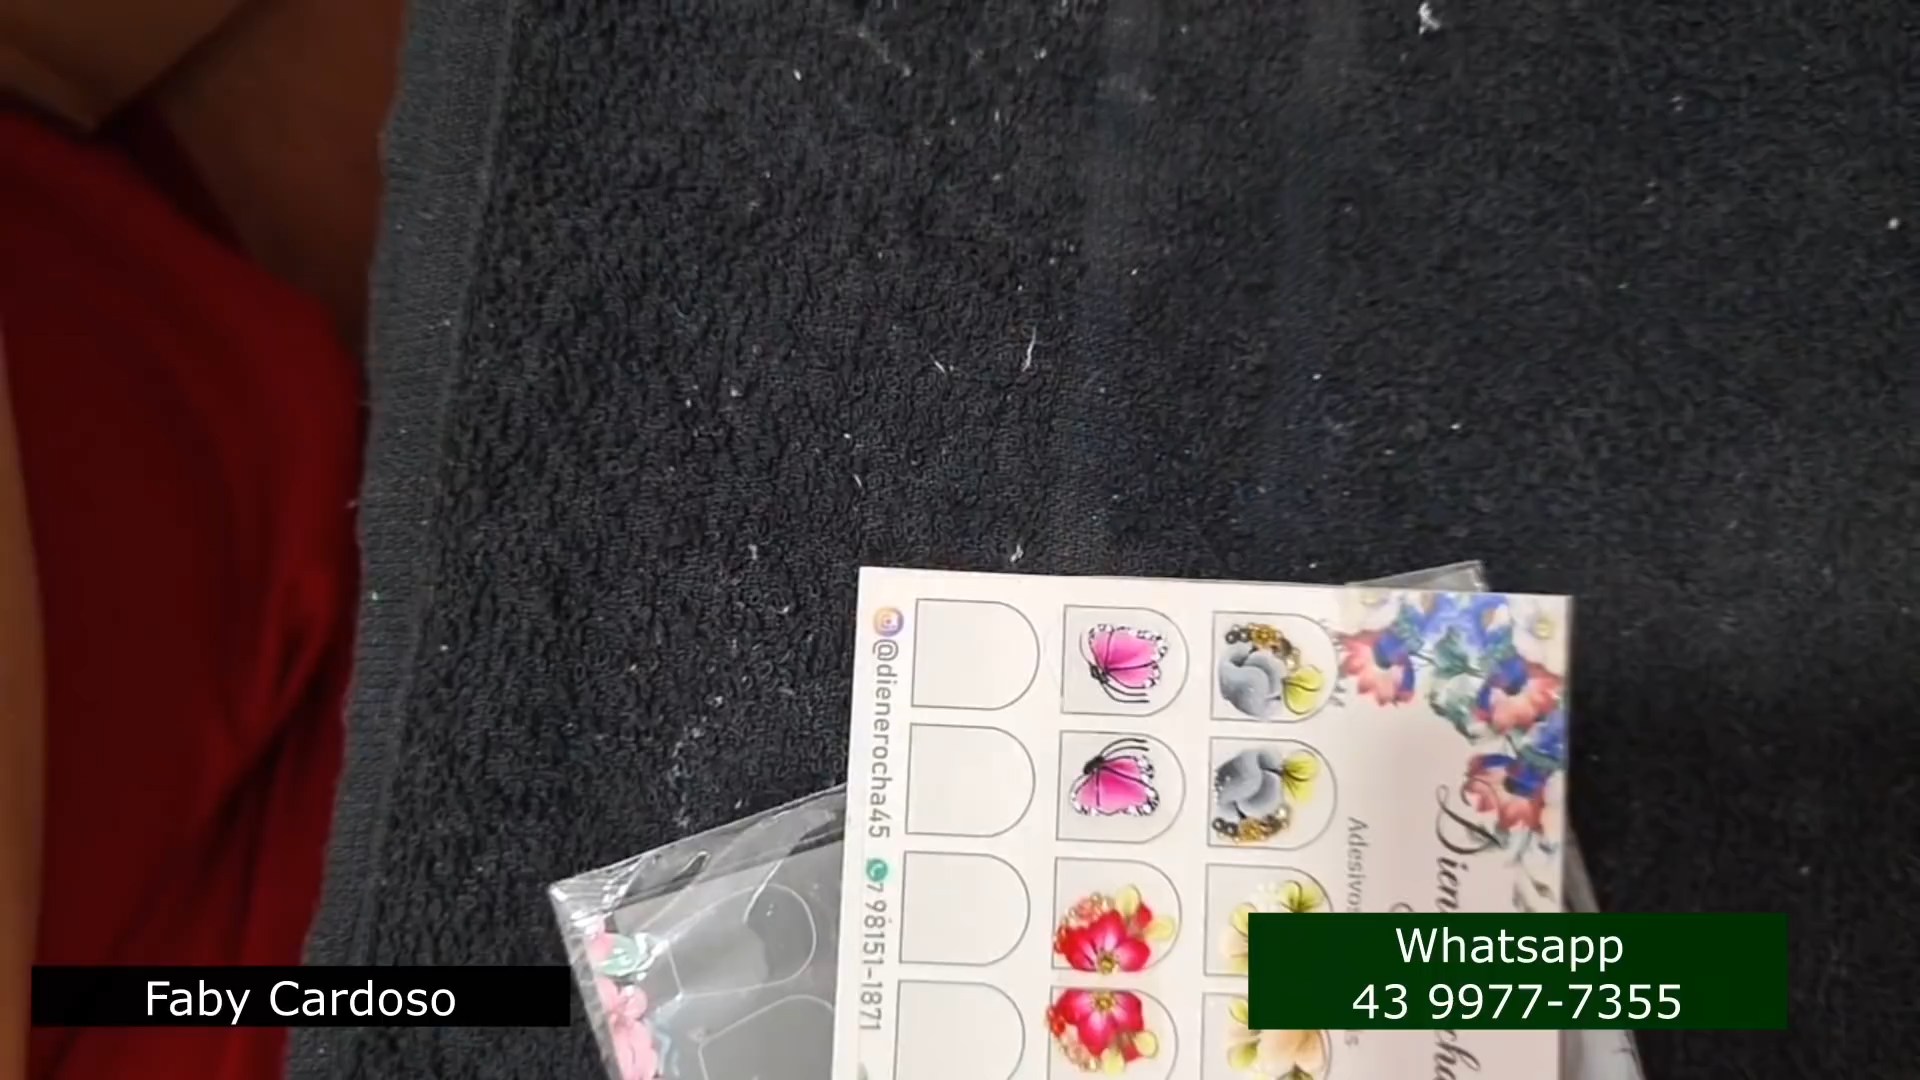 @dienerocha45 7 98151-1871
Adesivos
Faby Cardoso
Whatsapp
43 9977-7355